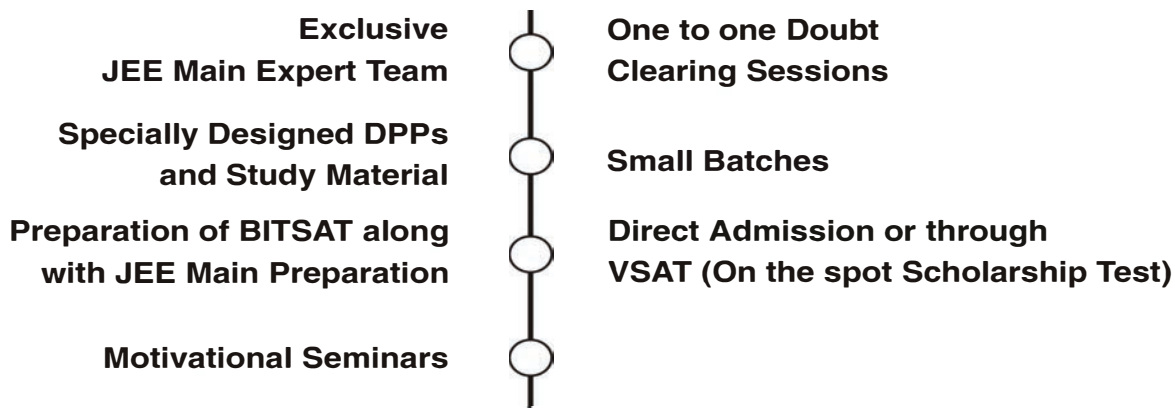 Exclusive
JEE Main Expert Team
One to one Doubt
Clearing Sessions
Specially Designed DPPs
and Study Material
Small Batches
Preparation of BITSAT along
with JEE Main Preparation
Direct Admission or through
VSAT (On the spot Scholarship Test)
Motivational Seminars